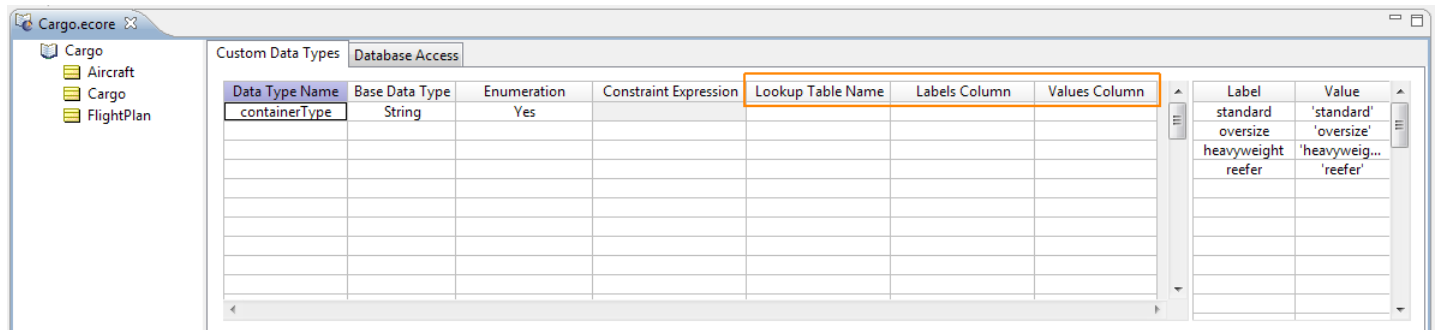 Cargo.ecore
Cargo
Aircraft
Cargo
FlightPlan
Custom Data Types Database Access
Data Type Name Base Data Type Enumeration Constraint Expression Lookup Table Name Labels Column Values Column
containerType String Yes
Label Value
standard 'standard'
oversize 'oversize'
heavyweight 'heavyweig...
reefer 'reefer'